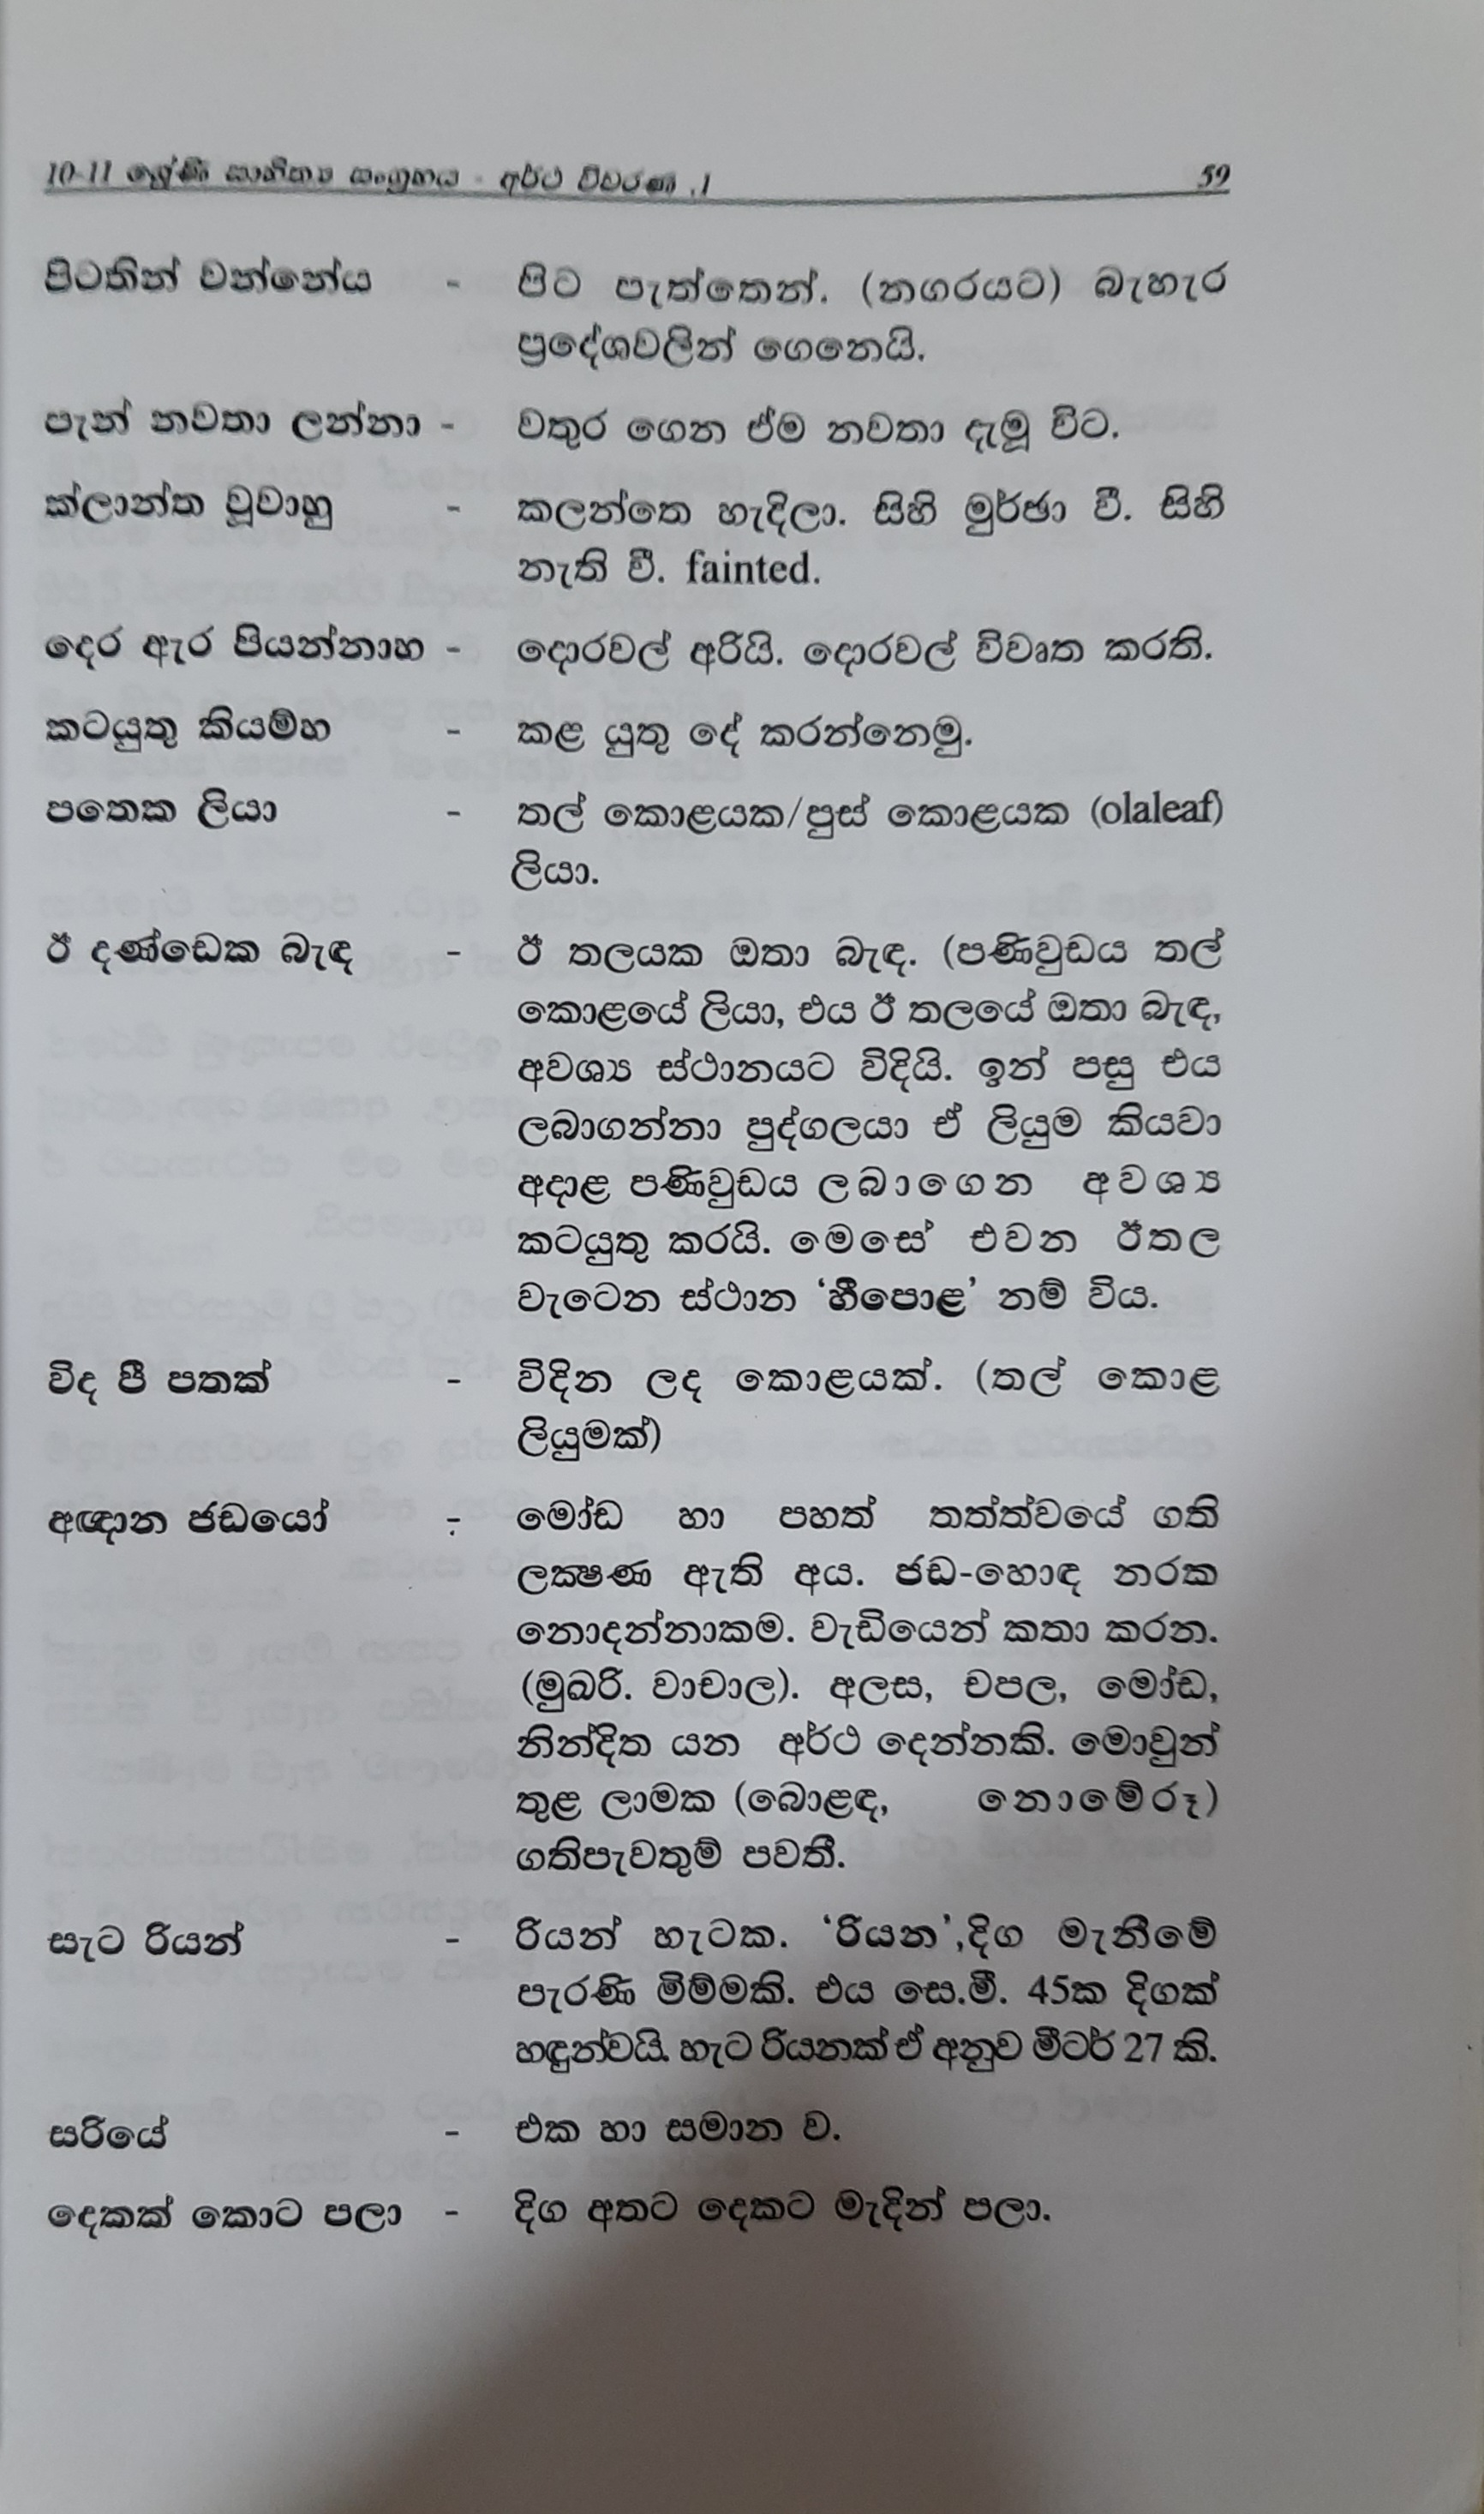 10-11 ශ්‍රේණි සාහිත්‍ය සංග්‍රහය - අර්ථ විවරණ .1 59
පිටතින් වන්නේය - පිට පැත්තෙන්. (නගරයට) බැහැර
ප්‍රදේශවලින් ගෙනෙයි.
පැන් නවතා ලන්නා - වතුර ගෙන ඒම නවතා දැමූ විට.
ක්ලාන්ත වූවාහු - කලන්තෙ හැදිලා. සිහි මුර්ඡා වී. සිහි
නැති වී. fainted.
දෙර ඇර පියන්නාහ - දොරවල් අරියි. දොරවල් විවෘත කරති.
කටයුතු කියම්හ - කළ යුතු දේ කරන්නෙමු.
පතෙක ලියා - තල් කොළයක/පුස් කොළයක (olaleaf)
ලියා.
ඊ දණ්ඩෙක බැඳ - ඊ තලයක ඔතා බැඳ. (පණිවුඩය තල්
කොළයේ ලියා, එය ඊ තලයේ ඔතා බැඳ,
අවශ්‍ය ස්ථානයට විදියි. ඉන් පසු එය
ලබාගන්නා පුද්ගලයා ඒ ලියුම කියවා
අදාළ පණිවුඩය ලබාගෙන අවශ්‍ය
කටයුතු කරයි. මෙසේ එවන ඊතල
වැටෙන ස්ථාන ‘හීපොළ’ නම් විය.
විද පී පතක් - විදින ලද කොළයක්. (තල් කොළ
ලියුමක්)
අඥාන ජඩයෝ - මෝඩ හා පහත් තත්ත්වයේ ගති
ලක්‍ෂණ ඇති අය. ජඩ-හොඳ නරක
නොදන්නාකම. වැඩියෙන් කතා කරන.
(මුඛරි. වාචාල). අලස, චපල, මෝඩ,
නින්දිත යන අර්ථ දෙන්නකි. මොවුන්
තුළ ලාමක (බොළඳ, නොමේරූ)
ගතිපැවතුම් පවතී.
සැට රියන් - රියන් හැටක. ‘රියන’,දිග මැනීමේ
පැරණි මිම්මකි. එය සෙ.මී. 45ක දිගක්
හඳුන්වයි. හැට රියනක් ඒ අනුව මීටර් 27 කි.
සරියේ - එක හා සමාන ව.
දෙකක් කොට පලා - දිග අතට දෙකට මැදින් පලා.